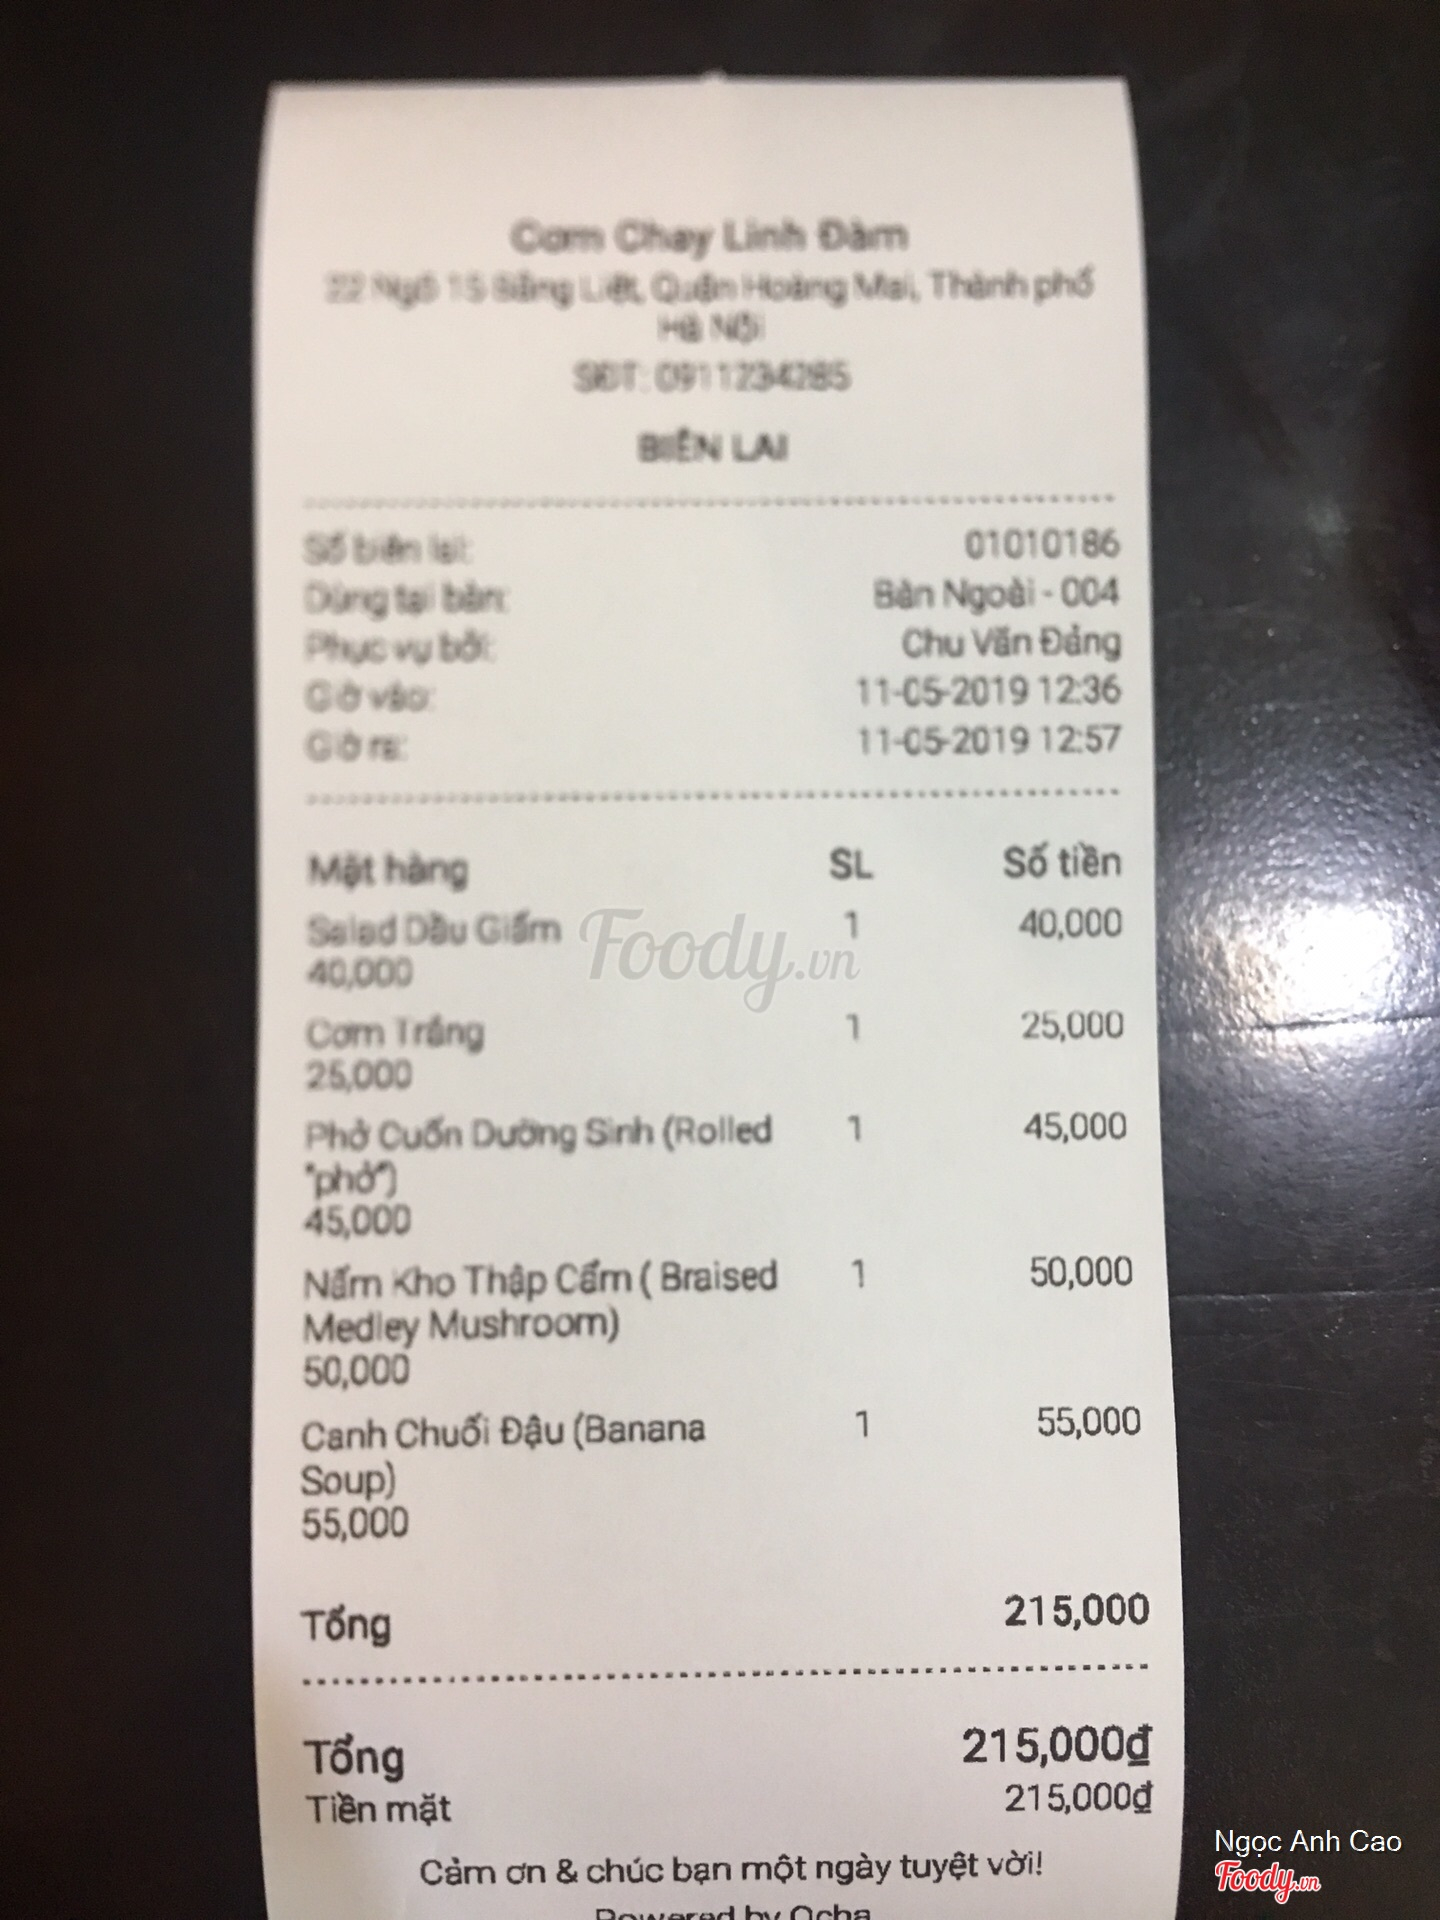 Cơm Chay Linh Đàm
22 Ngõ 15 Bằng Liệt, Quận Hoàng Mai, Thành phố
Hà Nội
SĐT: 0911234285
BIÊN LAI
Số biên lai: 01010186
Dùng tại bàn: Bàn Ngoài - 004
Phục vụ bởi: Chu Văn Đảng
Giờ vào: 11-05-2019 12:36
Giờ ra: 11-05-2019 12:57
Mặt hàng SL Số tiền
Salad Dầu Giấm 1 40,000
40,000
Foody.vn
Cơm Trắng 1 25,000
25,000
Phở Cuốn Dưỡng Sinh (Rolled 1 45,000
"phở")
45,000
Nấm Kho Thập Cẩm ( Braised 1 50,000
Medley Mushroom)
50,000
Canh Chuối Đậu (Banana 1 55,000
Soup)
55,000
Tổng 215,000
Tổng 215,000₫
Tiền mặt 215,000₫
Cảm ơn & chúc bạn một ngày tuyệt vời!
Powered by Ocha
Ngọc Anh Cao
Foody.vn